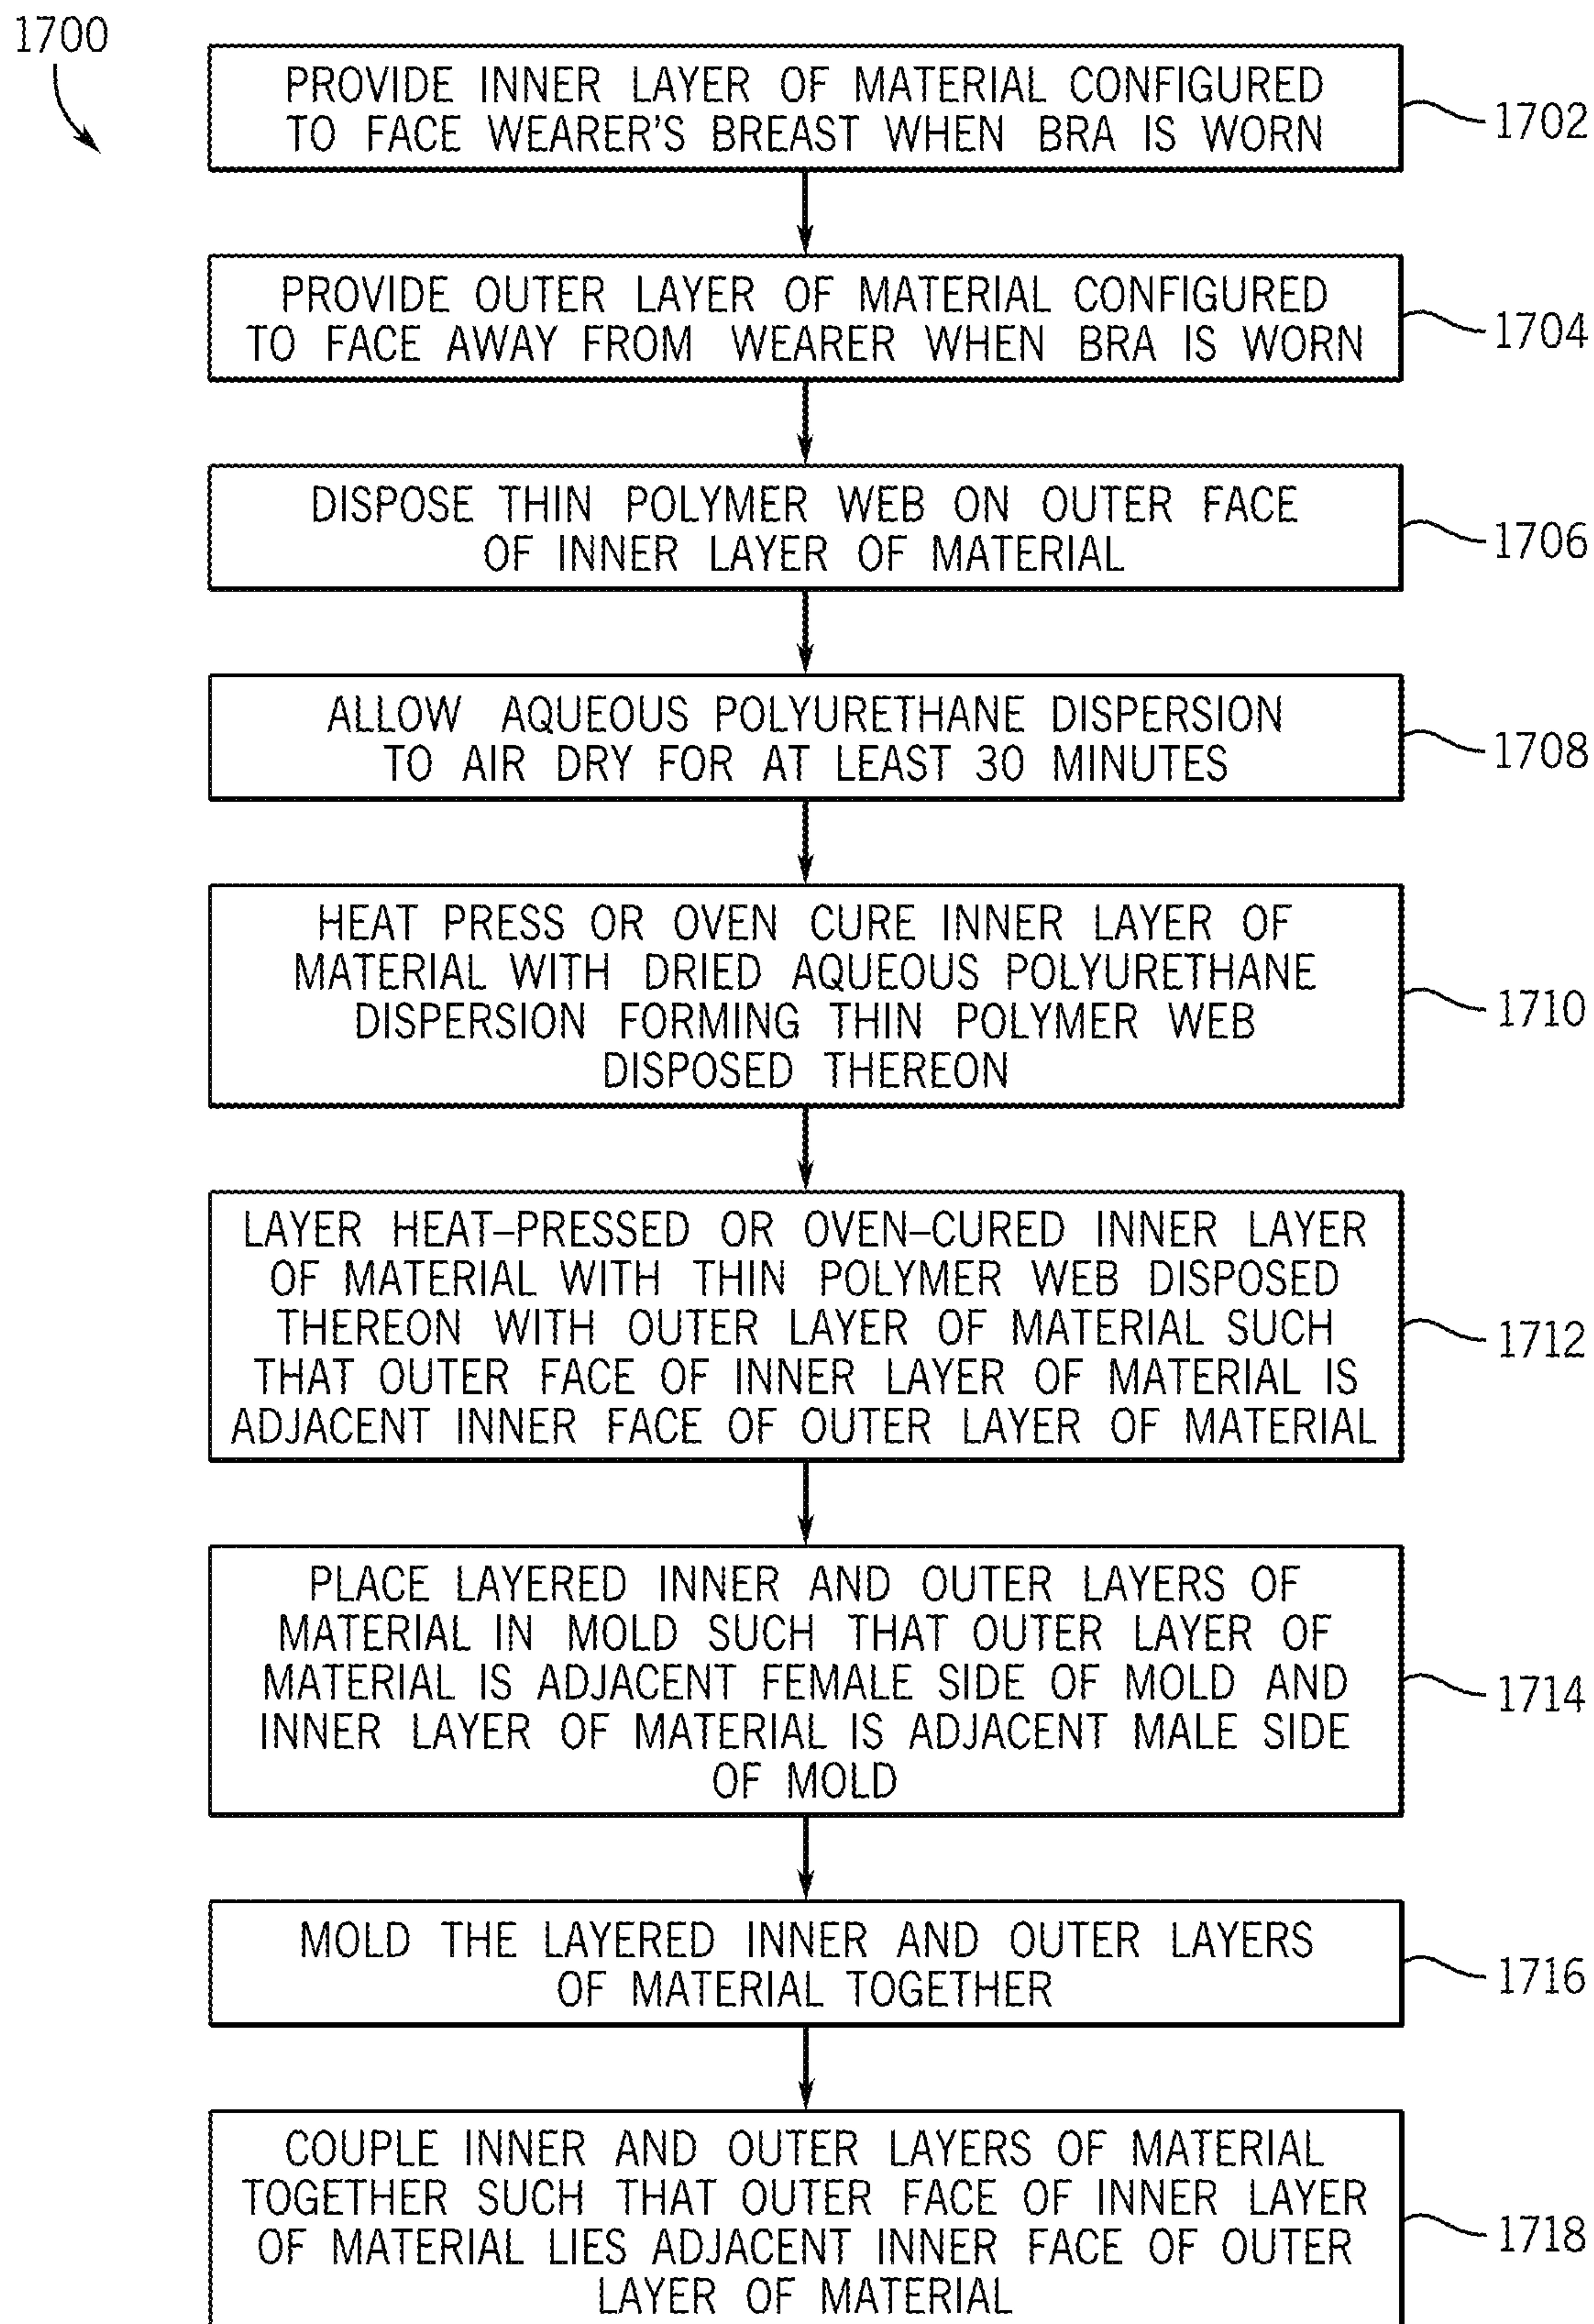 1700
PROVIDE INNER LAYER OF MATERIAL CONFIGURED
TO FACE WEARER'S BREAST WHEN BRA IS WORN
1702
PROVIDE OUTER LAYER OF MATERIAL CONFIGURED
TO FACE AWAY FROM WEARER WHEN BRA IS WORN
1704
DISPOSE THIN POLYMER WEB ON OUTER FACE
OF INNER LAYER OF MATERIAL
1706
ALLOW AQUEOUS POLYURETHANE DISPERSION
TO AIR DRY FOR AT LEAST 30 MINUTES
1708
HEAT PRESS OR OVEN CURE INNER LAYER OF
MATERIAL WITH DRIED AQUEOUS POLYURETHANE
DISPERSION FORMING THIN POLYMER WEB
DISPOSED THEREON
1710
LAYER HEAT–PRESSED OR OVEN–CURED INNER LAYER
OF MATERIAL WITH THIN POLYMER WEB DISPOSED
THEREON WITH OUTER LAYER OF MATERIAL SUCH
THAT OUTER FACE OF INNER LAYER OF MATERIAL IS
ADJACENT INNER FACE OF OUTER LAYER OF MATERIAL
1712
PLACE LAYERED INNER AND OUTER LAYERS OF
MATERIAL IN MOLD SUCH THAT OUTER LAYER OF
MATERIAL IS ADJACENT FEMALE SIDE OF MOLD AND
INNER LAYER OF MATERIAL IS ADJACENT MALE SIDE
OF MOLD
1714
MOLD THE LAYERED INNER AND OUTER LAYERS
OF MATERIAL TOGETHER
1716
COUPLE INNER AND OUTER LAYERS OF MATERIAL
TOGETHER SUCH THAT OUTER FACE OF INNER LAYER
OF MATERIAL LIES ADJACENT INNER FACE OF OUTER
LAYER OF MATERIAL
1718